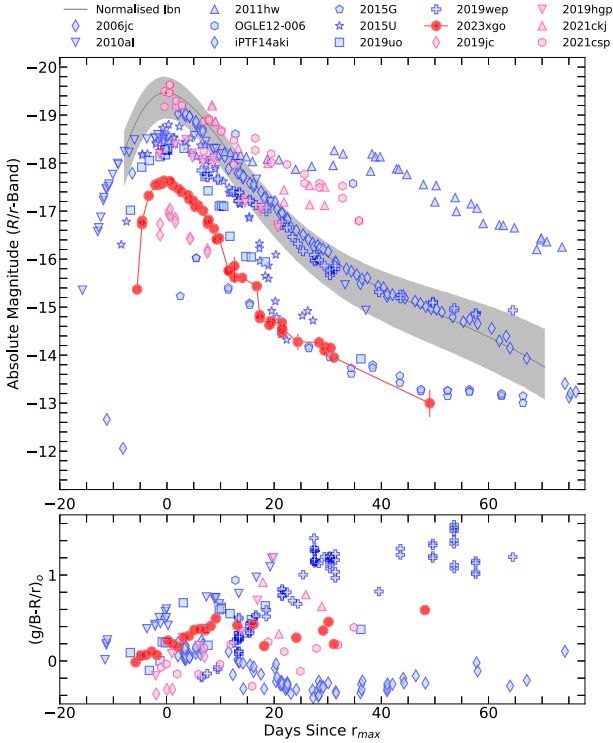 Normalised Ibn 2011hw 2015G 2019wep 2019hgp
2006jc OGLE12-006 2015U 2023xgo 2021ckj
2010al iPTF14aki 2019uo 2019jc 2021csp
−20
−19
−18
−17
−16
−15
−14
−13
−12
Absolute Magnitude (R/r-Band)
−20 0 20 40 60
1
0
(g/B-R/r)o
−20 0 20 40 60
Days Since rmax